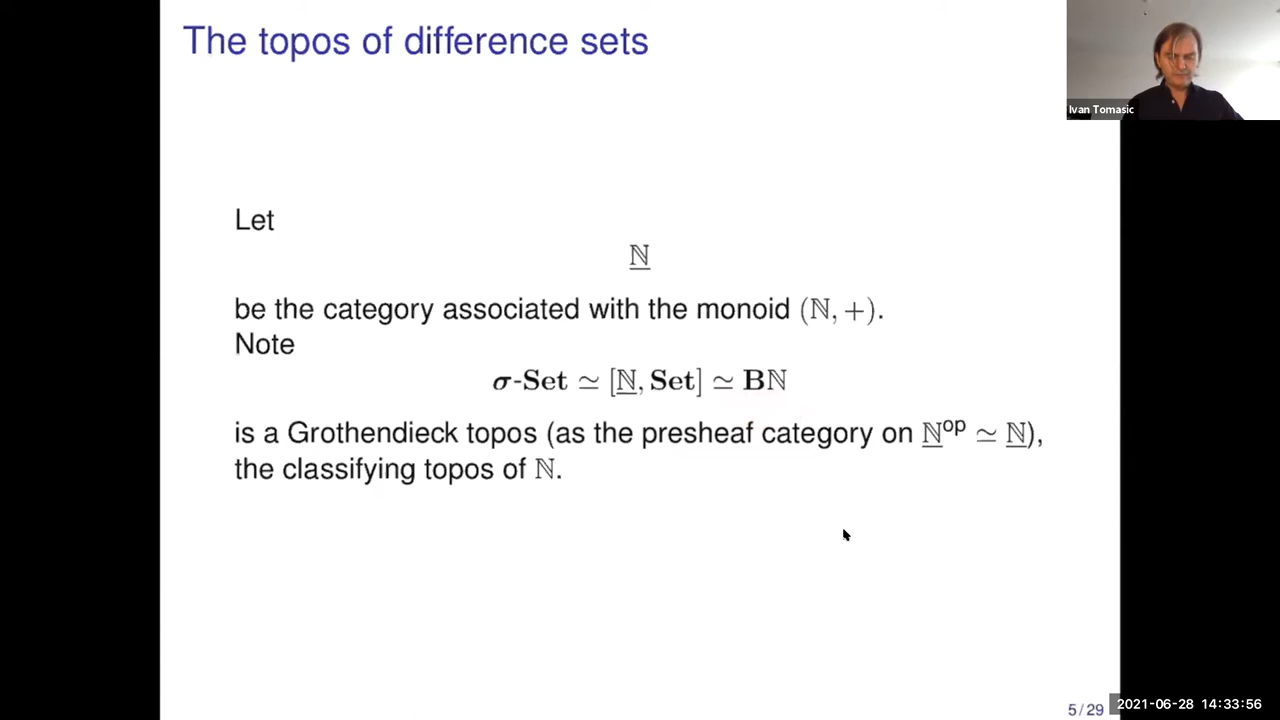 The topos of difference sets
Ivan Tomasic
Let
ℕ
be the category associated with the monoid (ℕ, +).
Note
σ-Set ≃ [ℕ, Set] ≃ Bℕ
is a Grothendieck topos (as the presheaf category on ℕ^op ≃ ℕ),
the classifying topos of ℕ.
5 / 29
2021-06-28 14:33:56